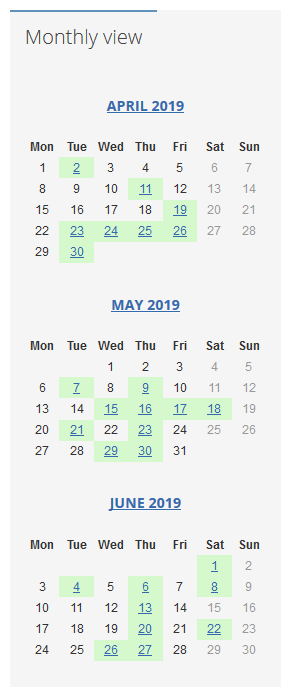 Monthly view
APRIL 2019
Mon Tue Wed Thu Fri Sat Sun
1 2 3 4 5 6 7
8 9 10 11 12 13 14
15 16 17 18 19 20 21
22 23 24 25 26 27 28
29 30
MAY 2019
Mon Tue Wed Thu Fri Sat Sun
1 2 3 4 5
6 7 8 9 10 11 12
13 14 15 16 17 18 19
20 21 22 23 24 25 26
27 28 29 30 31
JUNE 2019
Mon Tue Wed Thu Fri Sat Sun
1 2
3 4 5 6 7 8 9
10 11 12 13 14 15 16
17 18 19 20 21 22 23
24 25 26 27 28 29 30